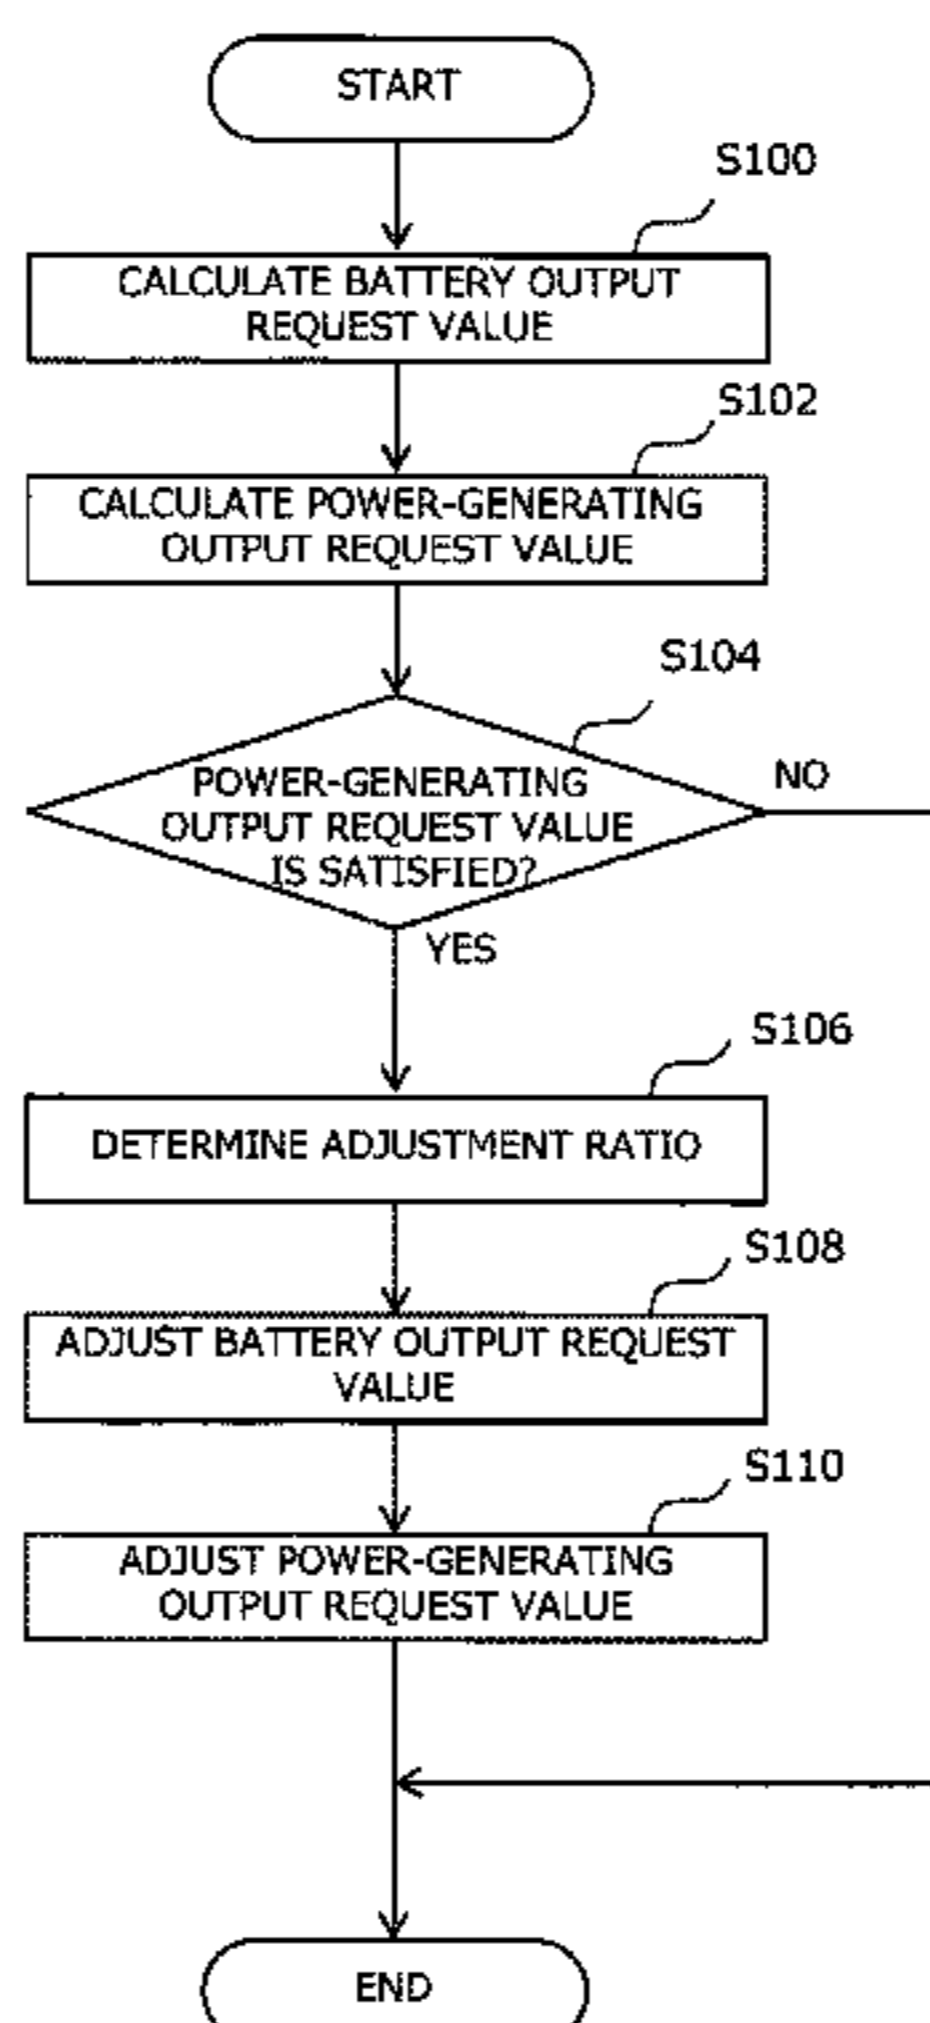 START
S100
CALCULATE BATTERY OUTPUT
REQUEST VALUE
S102
CALCULATE POWER-GENERATING
OUTPUT REQUEST VALUE
S104
POWER-GENERATING
OUTPUT REQUEST VALUE
IS SATISFIED?
NO
YES
S106
DETERMINE ADJUSTMENT RATIO
S108
ADJUST BATTERY OUTPUT REQUEST
VALUE
S110
ADJUST POWER-GENERATING
OUTPUT REQUEST VALUE
END